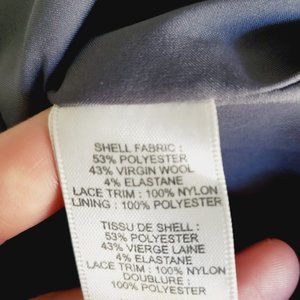 SHELL FABRIC :
53% POLYESTER
43% VIRGIN WOOL
4% ELASTANE
LACE TRIM : 100% NYLON
LINING : 100% POLYESTER
TISSU DE SHELL :
53% POLYESTER
43% VIERGE LAINE
4% ELASTANE
LACE TRIM : 100% NYLON
DOUBLURE :
100% POLYESTER